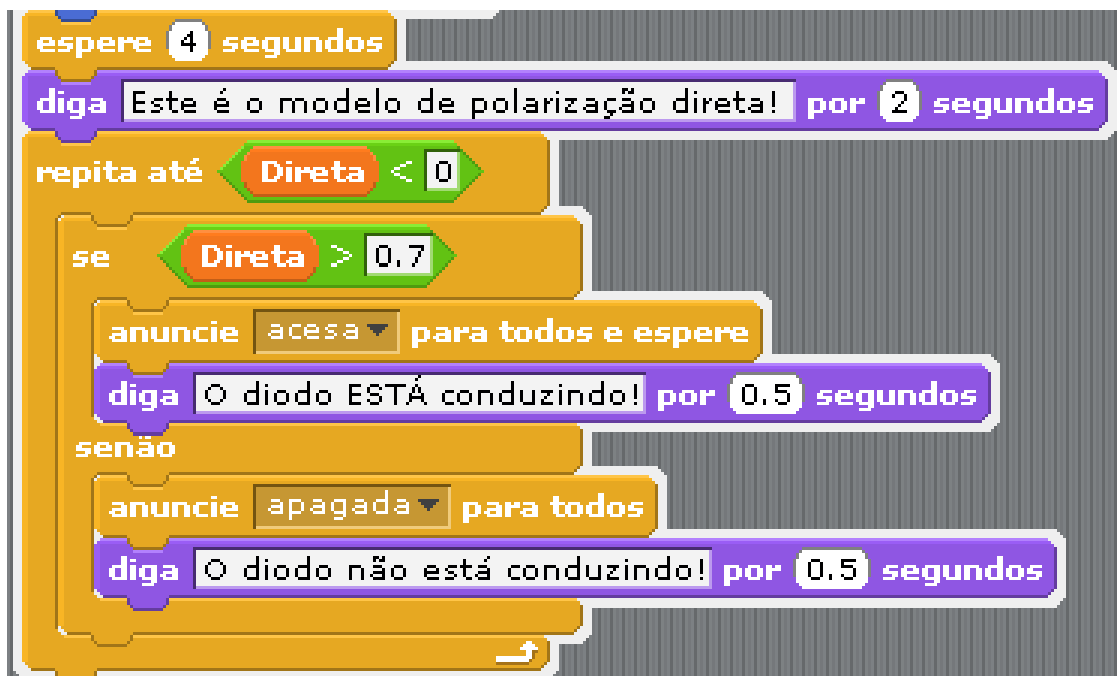 espere 4 segundos
diga Este é o modelo de polarização direta! por 2 segundos
repita até Direta < 0
se Direta > 0.7
anuncie acesa para todos e espere
diga O diodo ESTÁ conduzindo! por 0.5 segundos
senão
anuncie apagada para todos
diga O diodo não está conduzindo! por 0.5 segundos